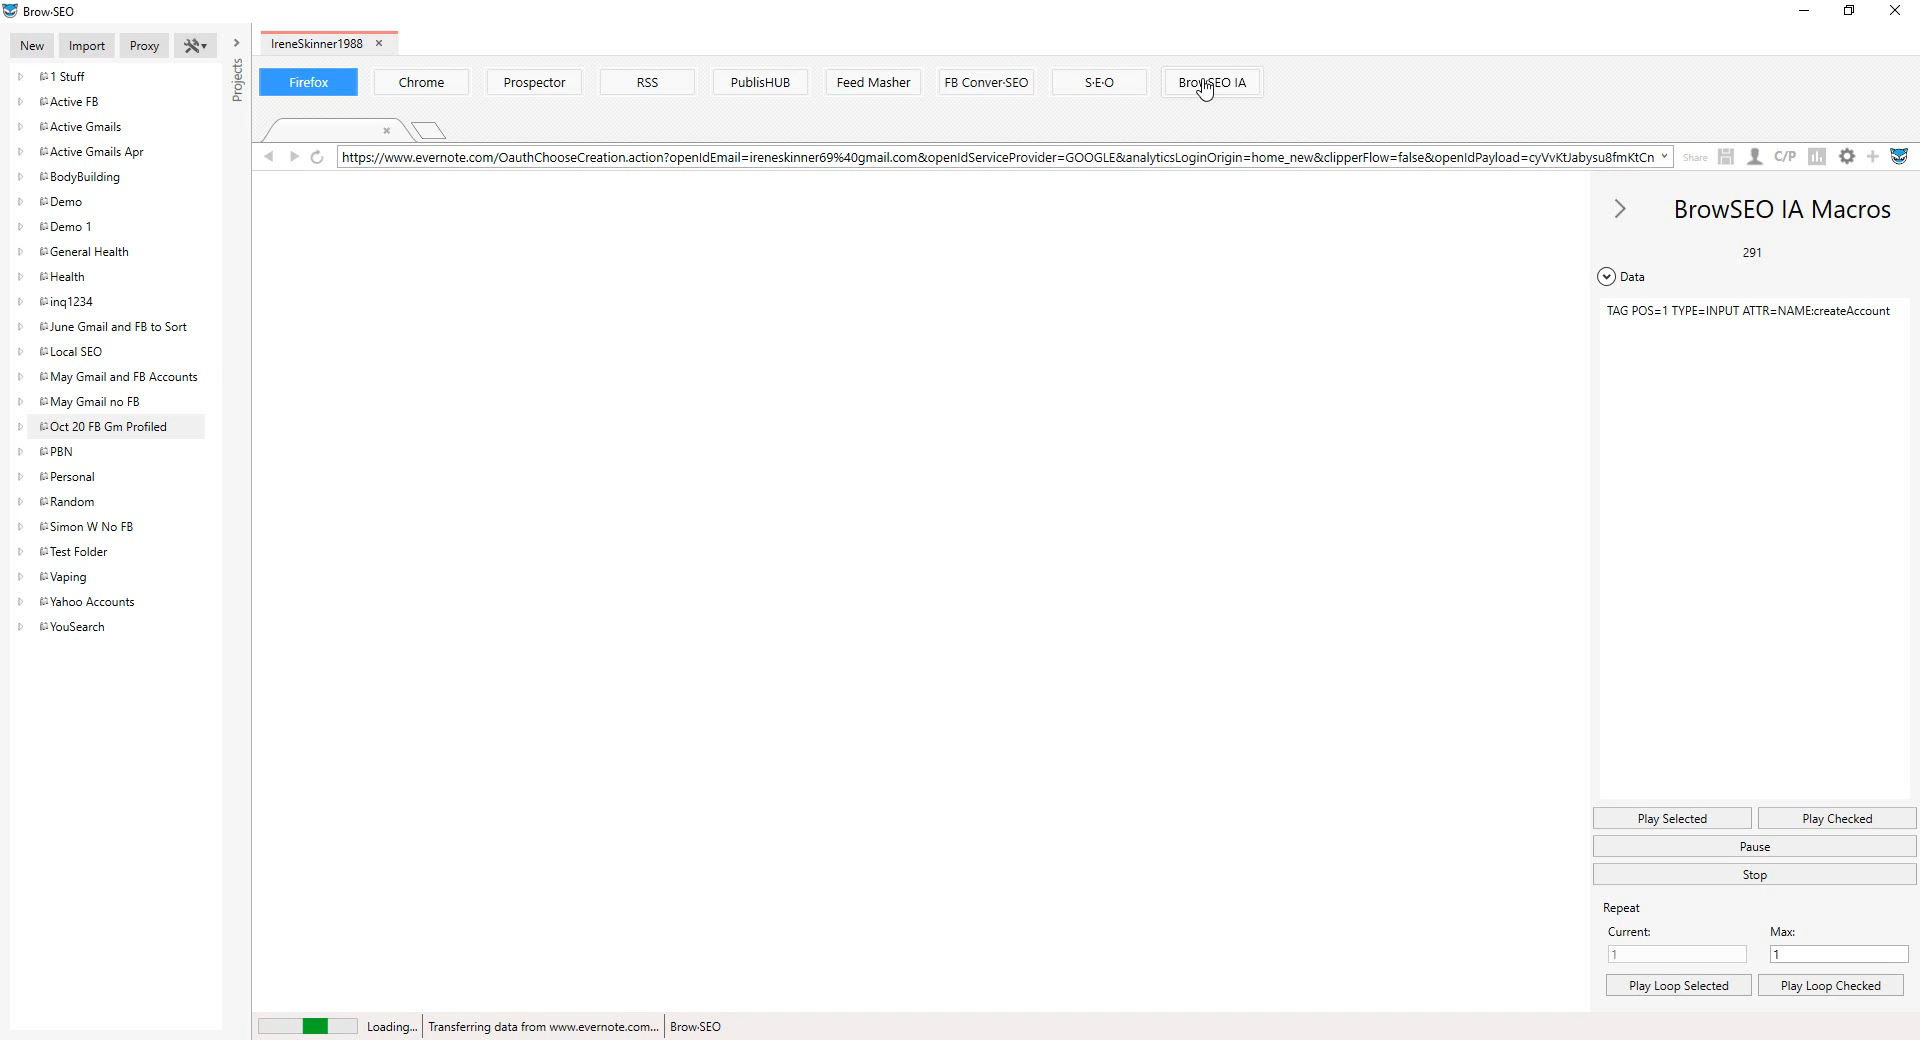 Brow·SEO
New Import Proxy
Projects
1 Stuff
Active FB
Active Gmails
Active Gmails Apr
BodyBuilding
Demo
Demo 1
General Health
Health
inq1234
June Gmail and FB to Sort
Local SEO
May Gmail and FB Accounts
May Gmail no FB
Oct 20 FB Gm Profiled
PBN
Personal
Random
Simon W No FB
Test Folder
Vaping
Yahoo Accounts
YouSearch
IreneSkinner1988
Firefox Chrome Prospector RSS PublisHUB Feed Masher FB Conver·SEO S·E·O BrowSEO IA
https://www.evernote.com/OauthChooseCreation.action?openIdEmail=ireneskinner69%40gmail.com&openIdServiceProvider=GOOGLE&analyticsLoginOrigin=home_new&clipperFlow=false&openIdPayload=cyVvKtJabysu8fmKtCn Share C/P
BrowSEO IA Macros
291
Data
TAG POS=1 TYPE=INPUT ATTR=NAME:createAccount
Play Selected Play Checked
Pause
Stop
Repeat
Current: Max:
1 1
Play Loop Selected Play Loop Checked
Loading... Transferring data from www.evernote.com... Brow·SEO